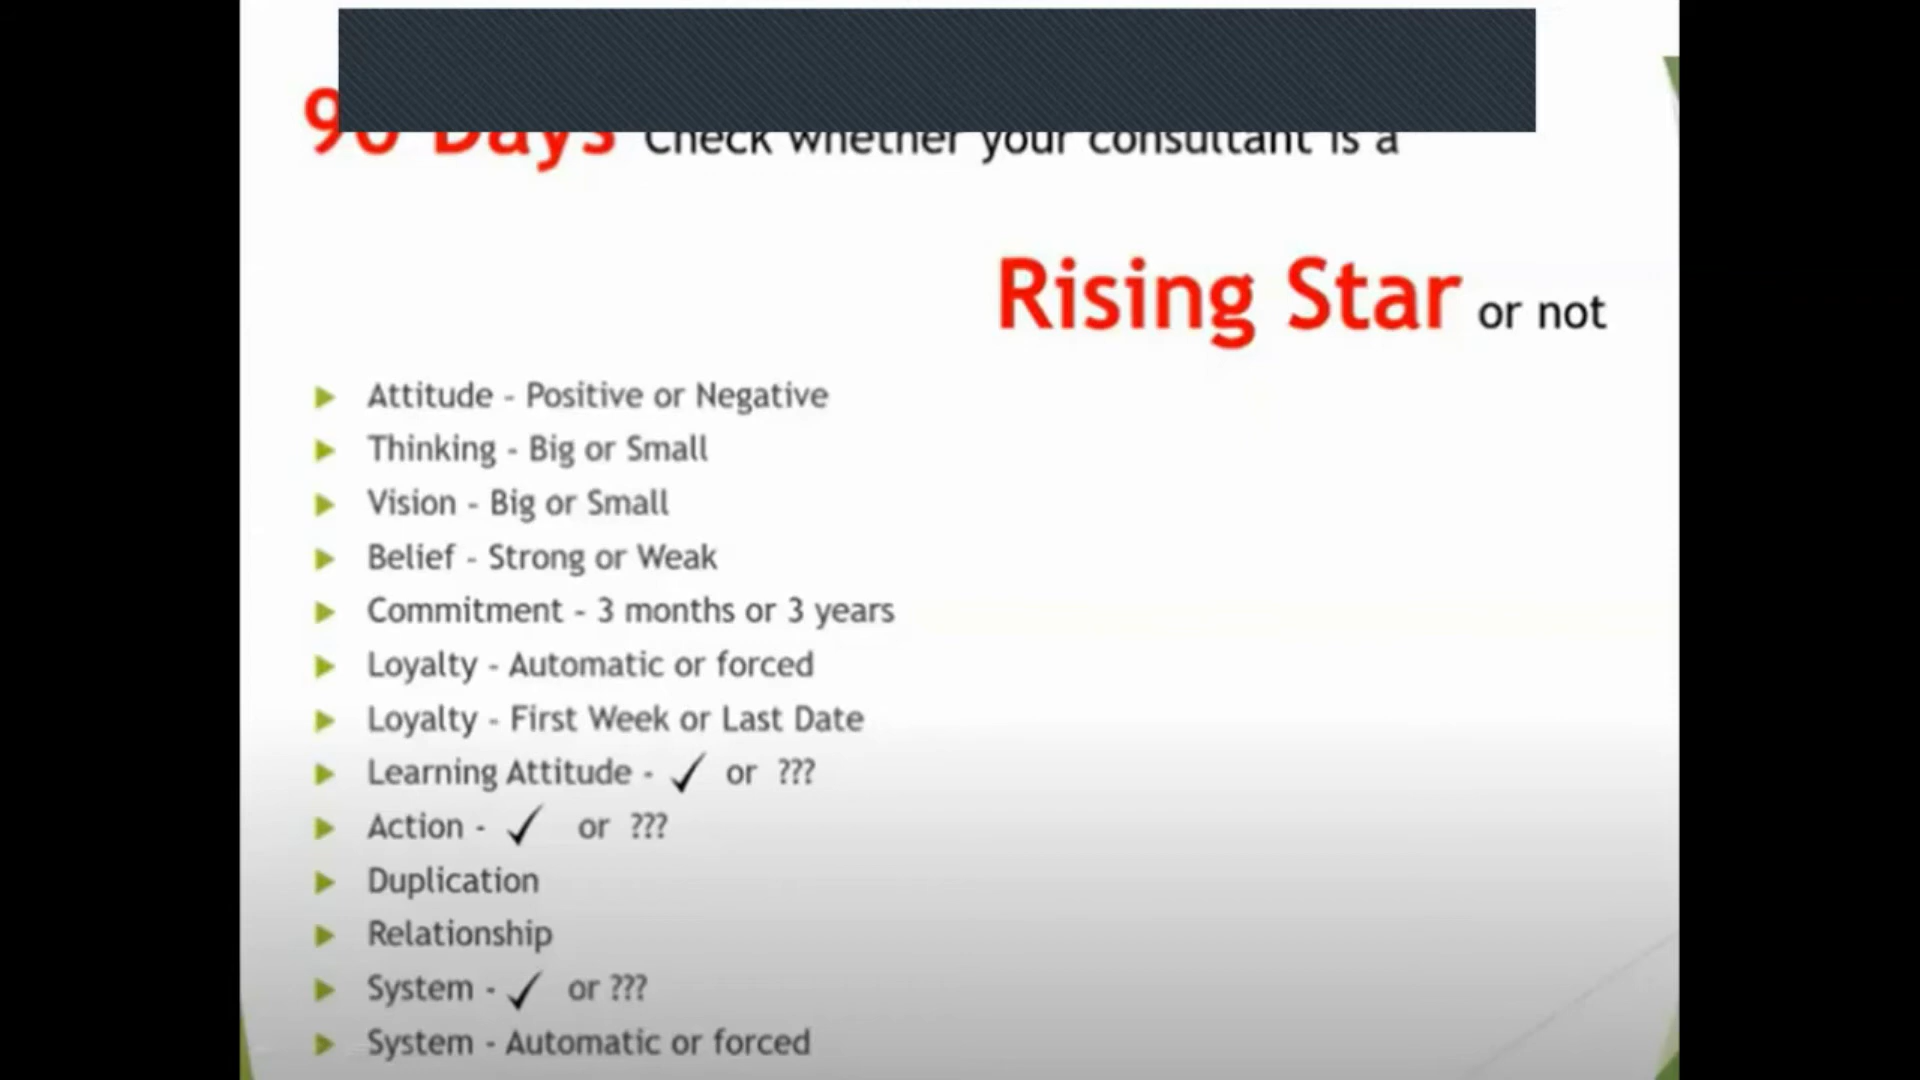 90 Days Check whether your consultant is a
Rising Star or not
Attitude - Positive or Negative
Thinking - Big or Small
Vision - Big or Small
Belief - Strong or Weak
Commitment - 3 months or 3 years
Loyalty - Automatic or forced
Loyalty - First Week or Last Date
Learning Attitude - ✓ or ???
Action - ✓ or ???
Duplication
Relationship
System - ✓ or ???
System - Automatic or forced